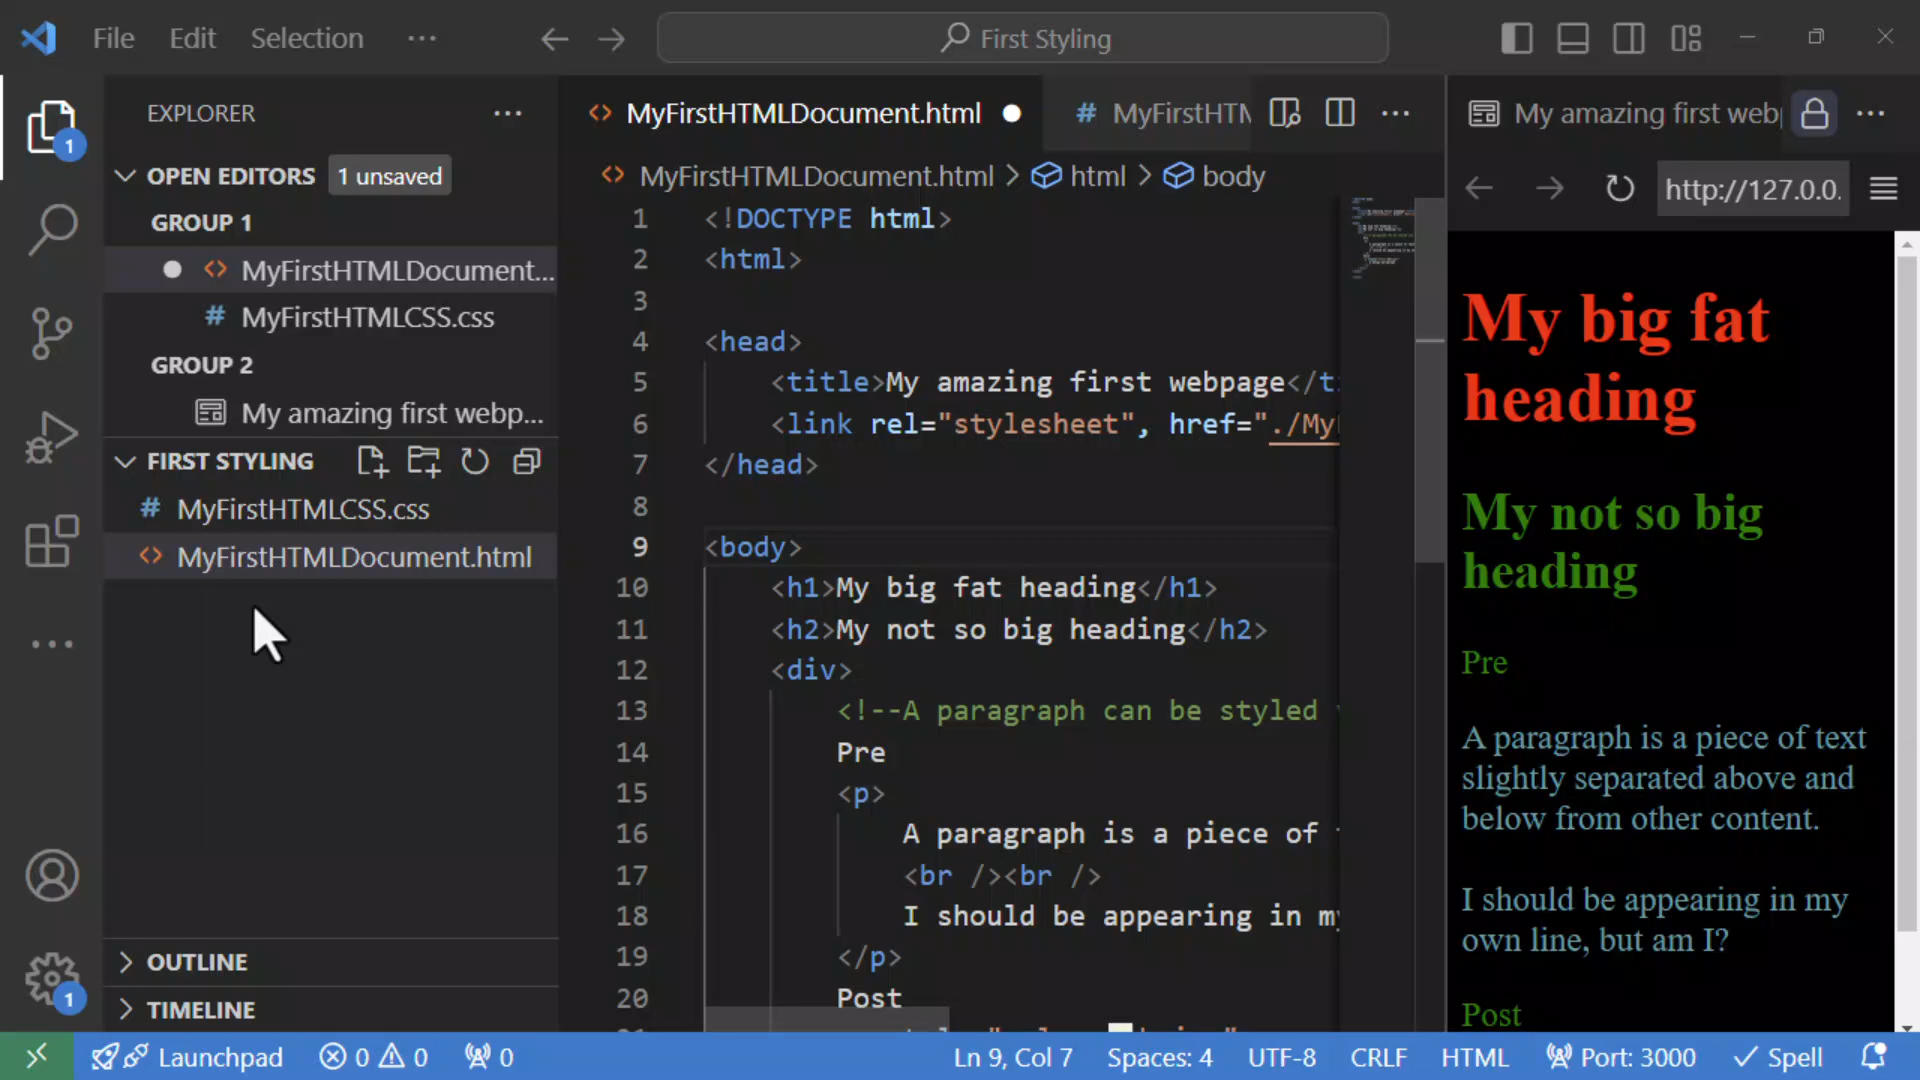 File Edit Selection ···
First Styling
EXPLORER ···
OPEN EDITORS 1 unsaved
GROUP 1
MyFirstHTMLDocument...
# MyFirstHTMLCSS.css
GROUP 2
My amazing first webp...
FIRST STYLING
# MyFirstHTMLCSS.css
<> MyFirstHTMLDocument.html
OUTLINE
TIMELINE
<> MyFirstHTMLDocument.html
# MyFirstHTM
<> MyFirstHTMLDocument.html > html > body
1 <!DOCTYPE html>
2 <html>
3
4 <head>
5 <title>My amazing first webpage</t
6 <link rel="stylesheet", href="./My
7 </head>
8
9 <body>
10 <h1>My big fat heading</h1>
11 <h2>My not so big heading</h2>
12 <div>
13 <!--A paragraph can be styled
14 Pre
15 <p>
16 A paragraph is a piece of
17 <br /><br />
18 I should be appearing in my
19 </p>
20 Post
My amazing first web
http://127.0.0.
My big fat
heading
My not so big
heading
Pre
A paragraph is a piece of text
slightly separated above and
below from other content.
I should be appearing in my
own line, but am I?
Post
1
1
Launchpad 0 0 0
Ln 9, Col 7 Spaces: 4 UTF-8 CRLF HTML Port: 3000 Spell